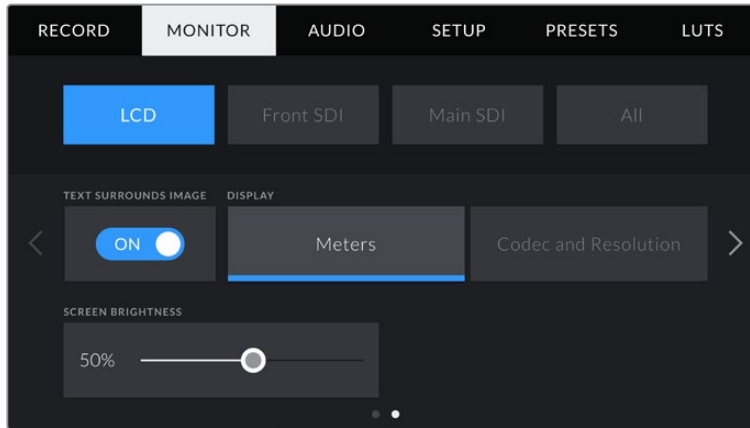 RECORD MONITOR AUDIO SETUP PRESETS LUTS
LCD Front SDI Main SDI All
TEXT SURROUNDS IMAGE DISPLAY
ON Meters Codec and Resolution
SCREEN BRIGHTNESS
50%